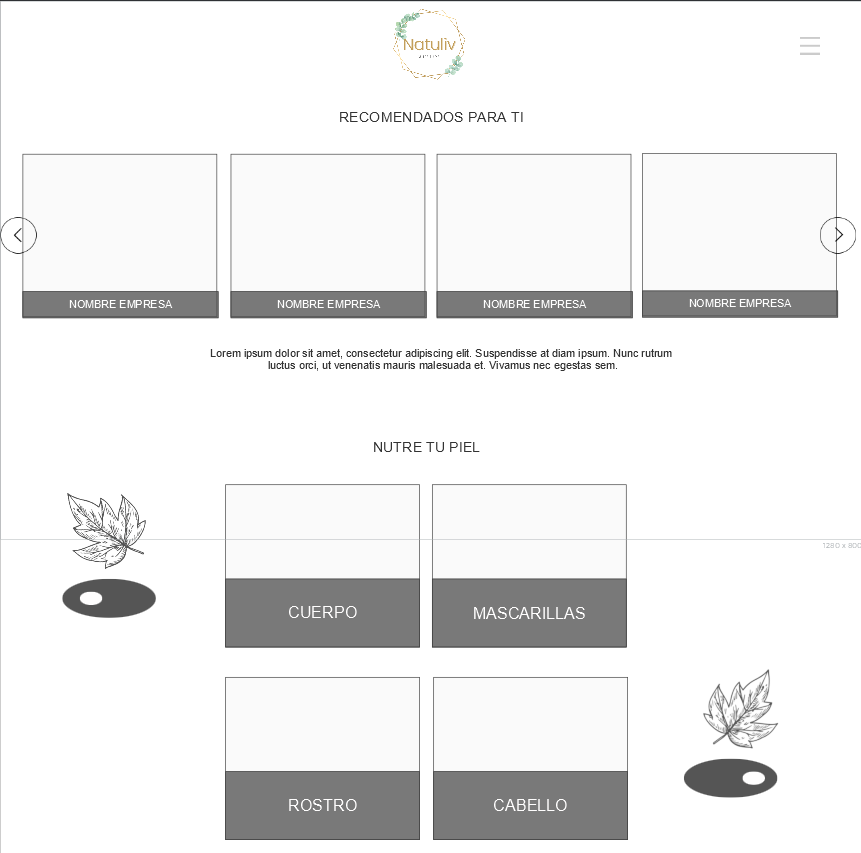 Natuliv
RECOMENDADOS PARA TI
NOMBRE EMPRESA
NOMBRE EMPRESA
NOMBRE EMPRESA
NOMBRE EMPRESA
Lorem ipsum dolor sit amet, consectetur adipiscing elit. Suspendisse at diam ipsum. Nunc rutrum
luctus orci, ut venenatis mauris malesuada et. Vivamus nec egestas sem.
NUTRE TU PIEL
1280 x 800
CUERPO
MASCARILLAS
ROSTRO
CABELLO